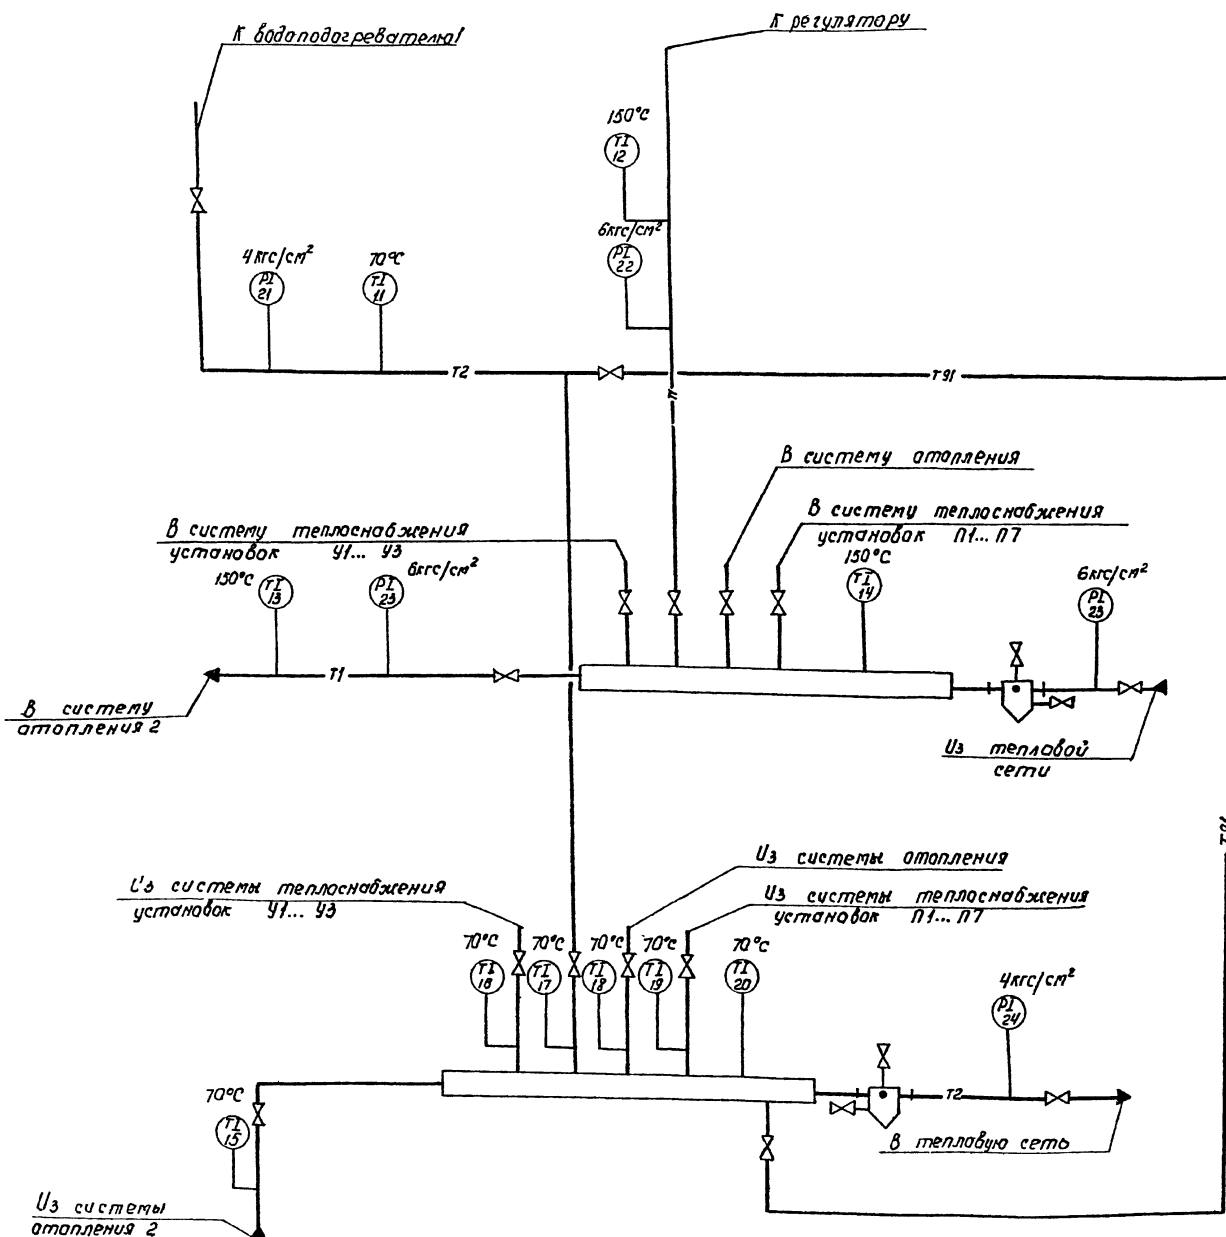 К водоподогревателю1
К регулятору
150°С
TI
12
6кгс/см²
PI
22
4кгс/см²
PI
21
70°С
TI
11
Т2
Т91
В систему отопления
В систему теплоснабжения
установок У1... У3
В систему теплоснабжения
установок П1... П7
150°С
TI
13
6кгс/см²
PI
23
150°С
TI
14
6кгс/см²
PI
23
Т1
В систему
отопления 2
Из тепловой
сети
Т91
Из системы отопления
Из системы теплоснабжения
установок У1... У3
Из системы теплоснабжения
установок П1... П7
70°С
TI
16
70°С
TI
17
70°С
TI
18
70°С
TI
19
70°С
TI
20
4кгс/см²
PI
24
Т2
70°С
TI
15
В тепловую сеть
Из системы
отопления 2